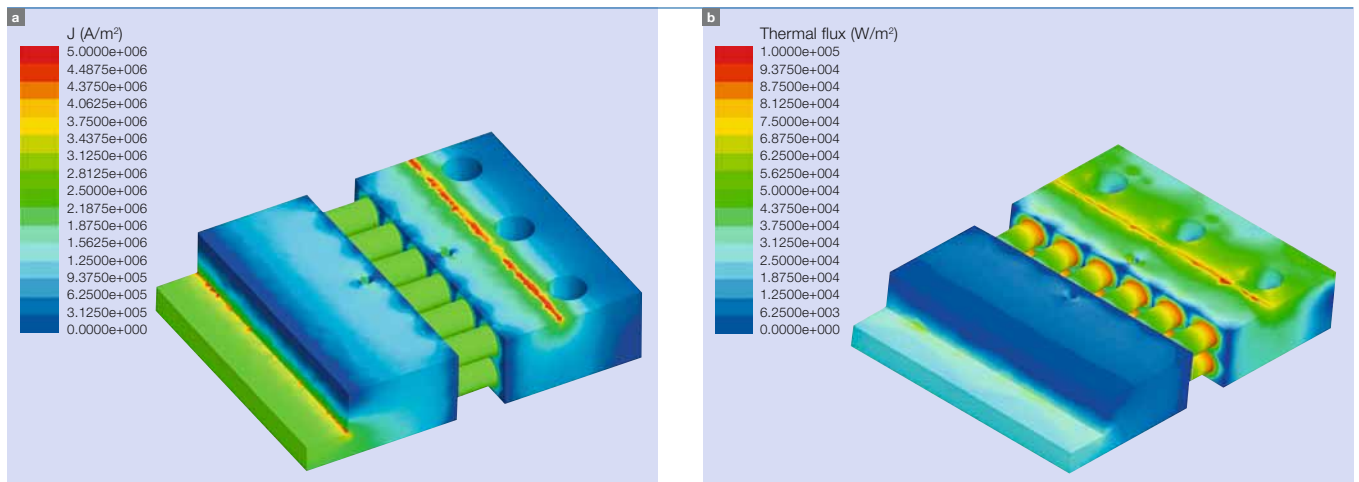 a
J (A/m²)
5.0000e+006
4.4875e+006
4.3750e+006
4.0625e+006
3.7500e+006
3.4375e+006
3.1250e+006
2.8125e+006
2.5000e+006
2.1875e+006
1.8750e+006
1.5625e+006
1.2500e+006
9.3750e+005
6.2500e+005
3.1250e+005
0.0000e+000
b
Thermal flux (W/m²)
1.0000e+005
9.3750e+004
8.7500e+004
8.1250e+004
7.5000e+004
6.8750e+004
6.2500e+004
5.6250e+004
5.0000e+004
4.3750e+004
3.7500e+004
3.1250e+004
2.5000e+004
1.8750e+004
1.2500e+004
6.2500e+003
0.0000e+000